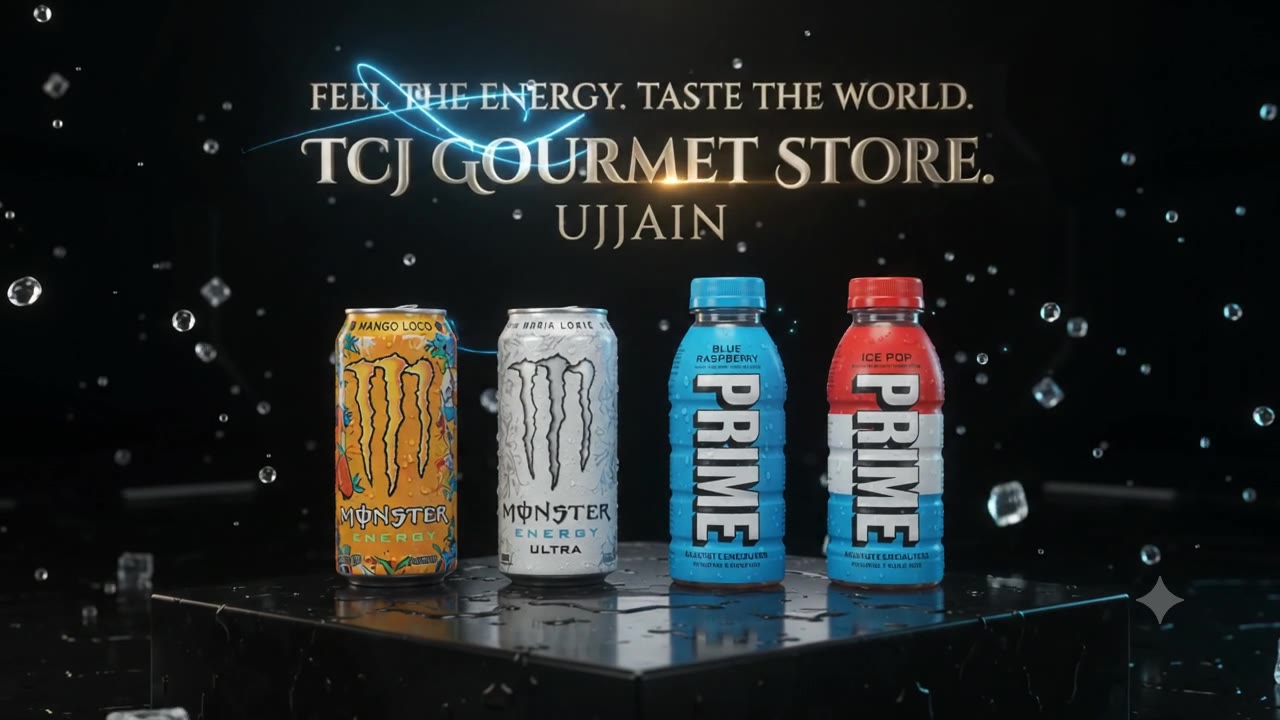 FEEL THE ENERGY. TASTE THE WORLD.
TCJ GOURMET STORE.
UJJAIN
MANGO LOCO
MONSTER
ENERGY
MONSTER
ENERGY
ULTRA
BLUE
RASPBERRY
PRIME
ICE POP
PRIME